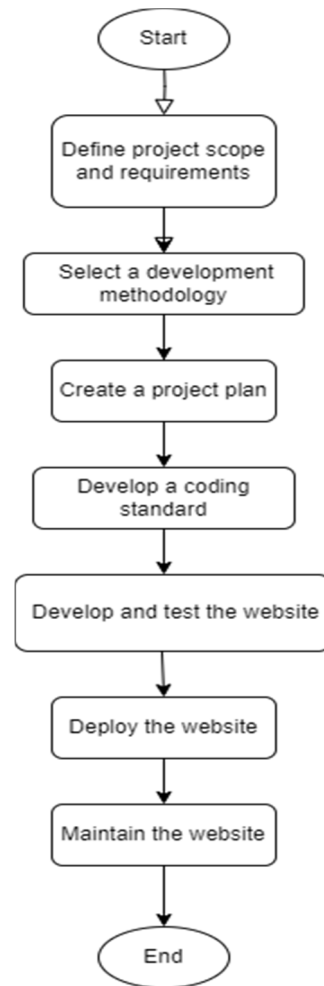 Start
Define project scope
and requirements
Select a development
methodology
Create a project plan
Develop a coding
standard
Develop and test the website
Deploy the website
Maintain the website
End